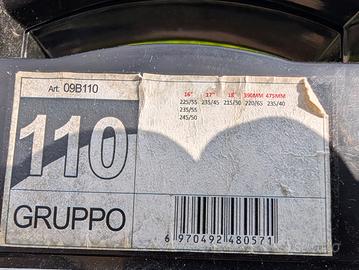 Art. 09B110
110
GRUPPO
16" 17" 18" 390MM 475MM
225/55 235/45 215/50 220/65 235/40
235/55
245/50
6 970492 480571